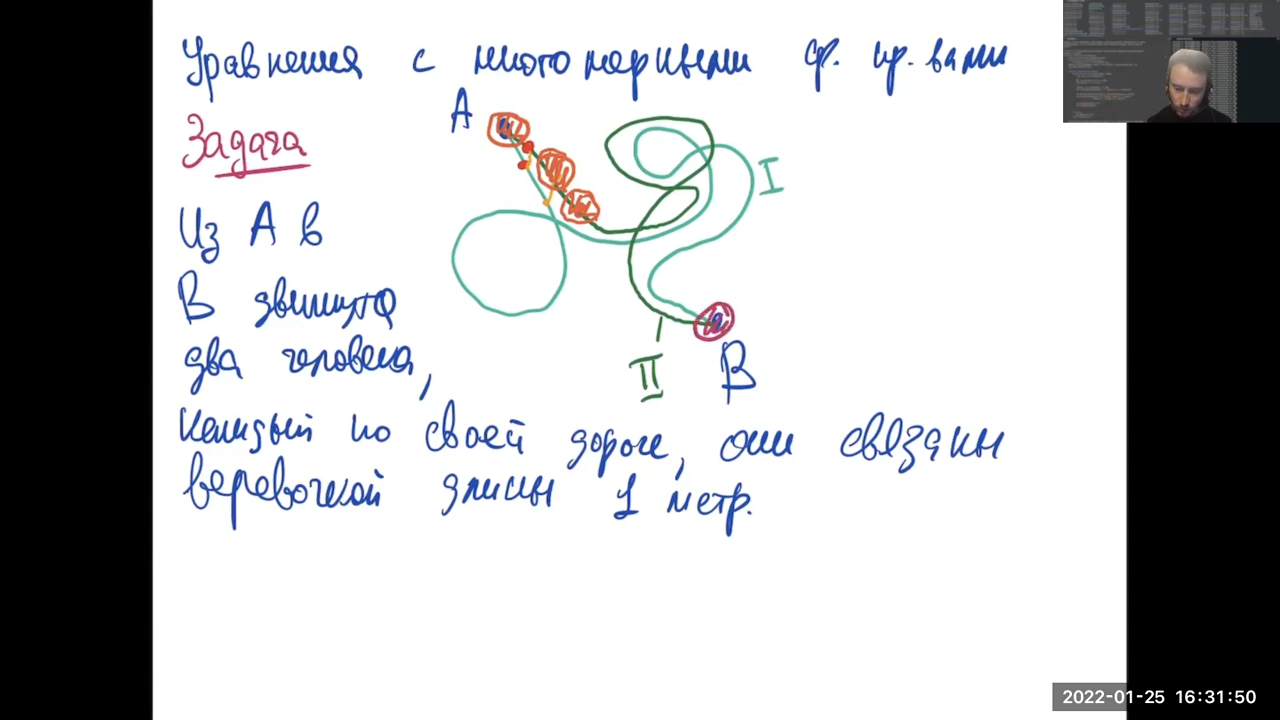 Уравнения с многомерными ф. пр. вами
Задача
A
I
Из A в
B движутся
два человека,
II
B
каждый по своей дороге, они связаны
веревочкой длины 1 метр.
2022-01-25 16:31:50